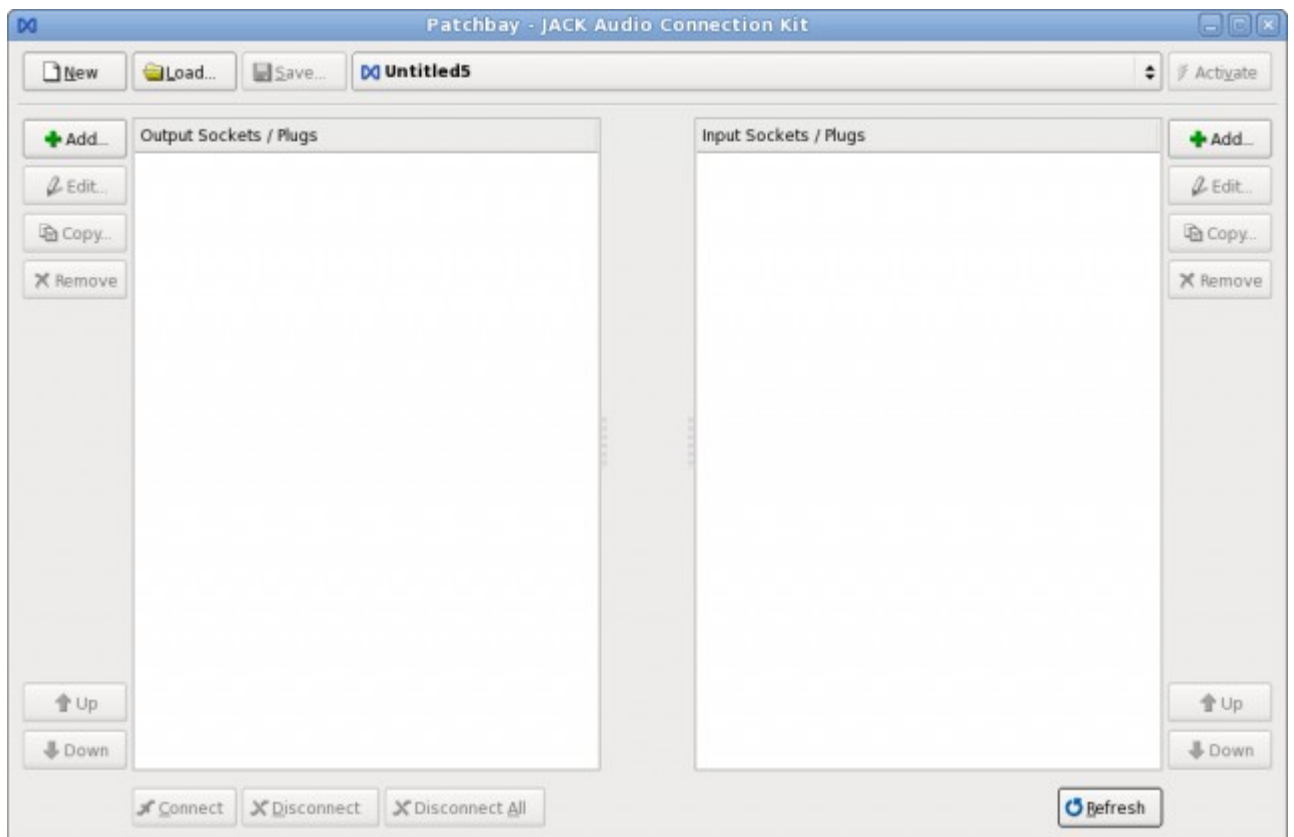 Patchbay - JACK Audio Connection Kit
New Load... Save... Untitled5 Activate
Add... Output Sockets / Plugs Input Sockets / Plugs Add...
Edit... Edit...
Copy... Copy...
Remove Remove
Up Up
Down Down
Connect Disconnect Disconnect All Refresh